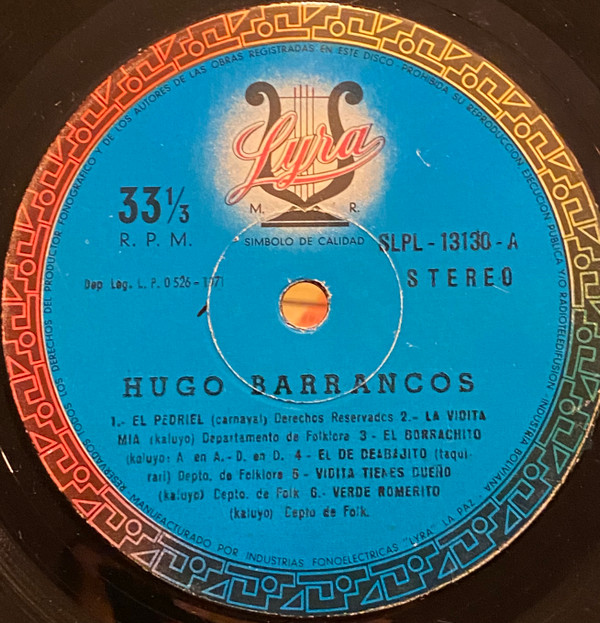 RESERVADOS TODOS LOS DERECHOS DEL PRODUCTOR FONOGRAFICO Y DE LOS AUTORES DE LAS OBRAS REGISTRADAS EN ESTE DISCO - PROHIBIDA SU REPRODUCCION EJECUCION PUBLICA Y/O RADIOTELEDIFUSION - INDUSTRIA BOLIVIANA
Lyra
M. R.
SIMBOLO DE CALIDAD
33⅓
R. P. M.
SLPL - 13130 - A
STEREO
Dep. Leg. L. P. 0526 - 1971
HUGO BARRANCOS
1.- EL PEDRIEL (carnaval) Derechos Reservados 2.- LA VIDITA
MIA (kaluyo) Departamento de Folklore 3 - EL BORRACHITO
(kaluyo: A en A.- D. en D. 4 - EL DE DEABAJITO (taqui-
rari) Depto. de Folklore 5 - VIDITA TIENES DUEÑO
(kaluyo) Depto. de Folk 6.- VERDE ROMERITO
(kaluyo) Depto de Folk.
MANUFACTURADO POR INDUSTRIAS FONOELECTRICAS "LYRA" LA PAZ -